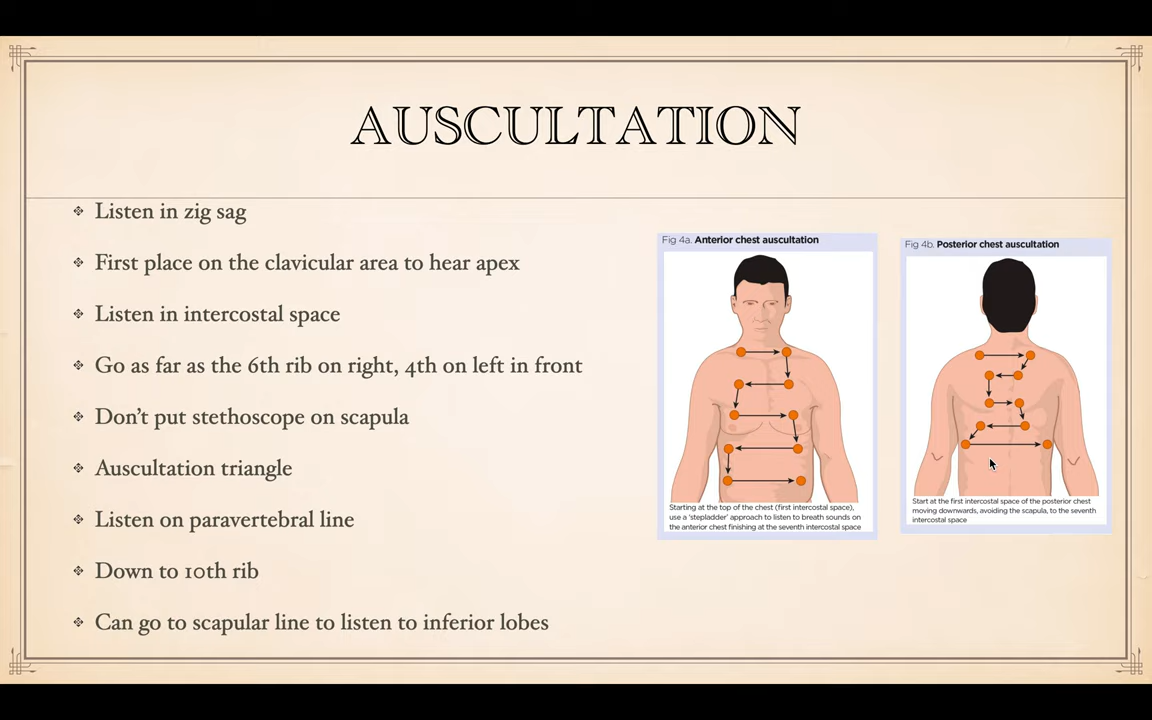 AUSCULTATION
Listen in zig sag
First place on the clavicular area to hear apex
Listen in intercostal space
Go as far as the 6th rib on right, 4th on left in front
Don't put stethoscope on scapula
Auscultation triangle
Listen on paravertebral line
Down to 10th rib
Can go to scapular line to listen to inferior lobes
Fig 4a. Anterior chest auscultation
Starting at the top of the chest (first intercostal space),
use a 'stepladder' approach to listen to breath sounds on
the anterior chest finishing at the seventh intercostal space
Fig 4b. Posterior chest auscultation
Start at the first intercostal space of the posterior chest
moving downwards, avoiding the scapula, to the seventh
intercostal space